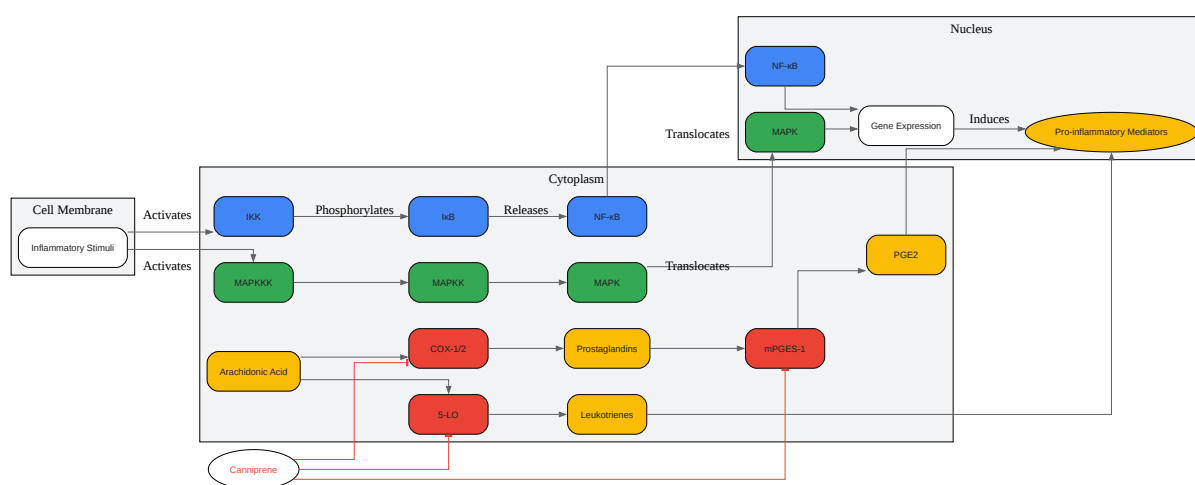 Nucleus
NF-κB
Translocates
MAPK
Gene Expression
Induces
Pro-inflammatory Mediators
Cytoplasm
Cell Membrane
Activates
IKK
Phosphorylates
IκB
Releases
NF-κB
Inflammatory Stimuli
Activates
MAPKKK
MAPKK
MAPK
Translocates
PGE2
COX-1/2
Prostaglandins
mPGES-1
Arachidonic Acid
5-LO
Leukotrienes
Canniprene